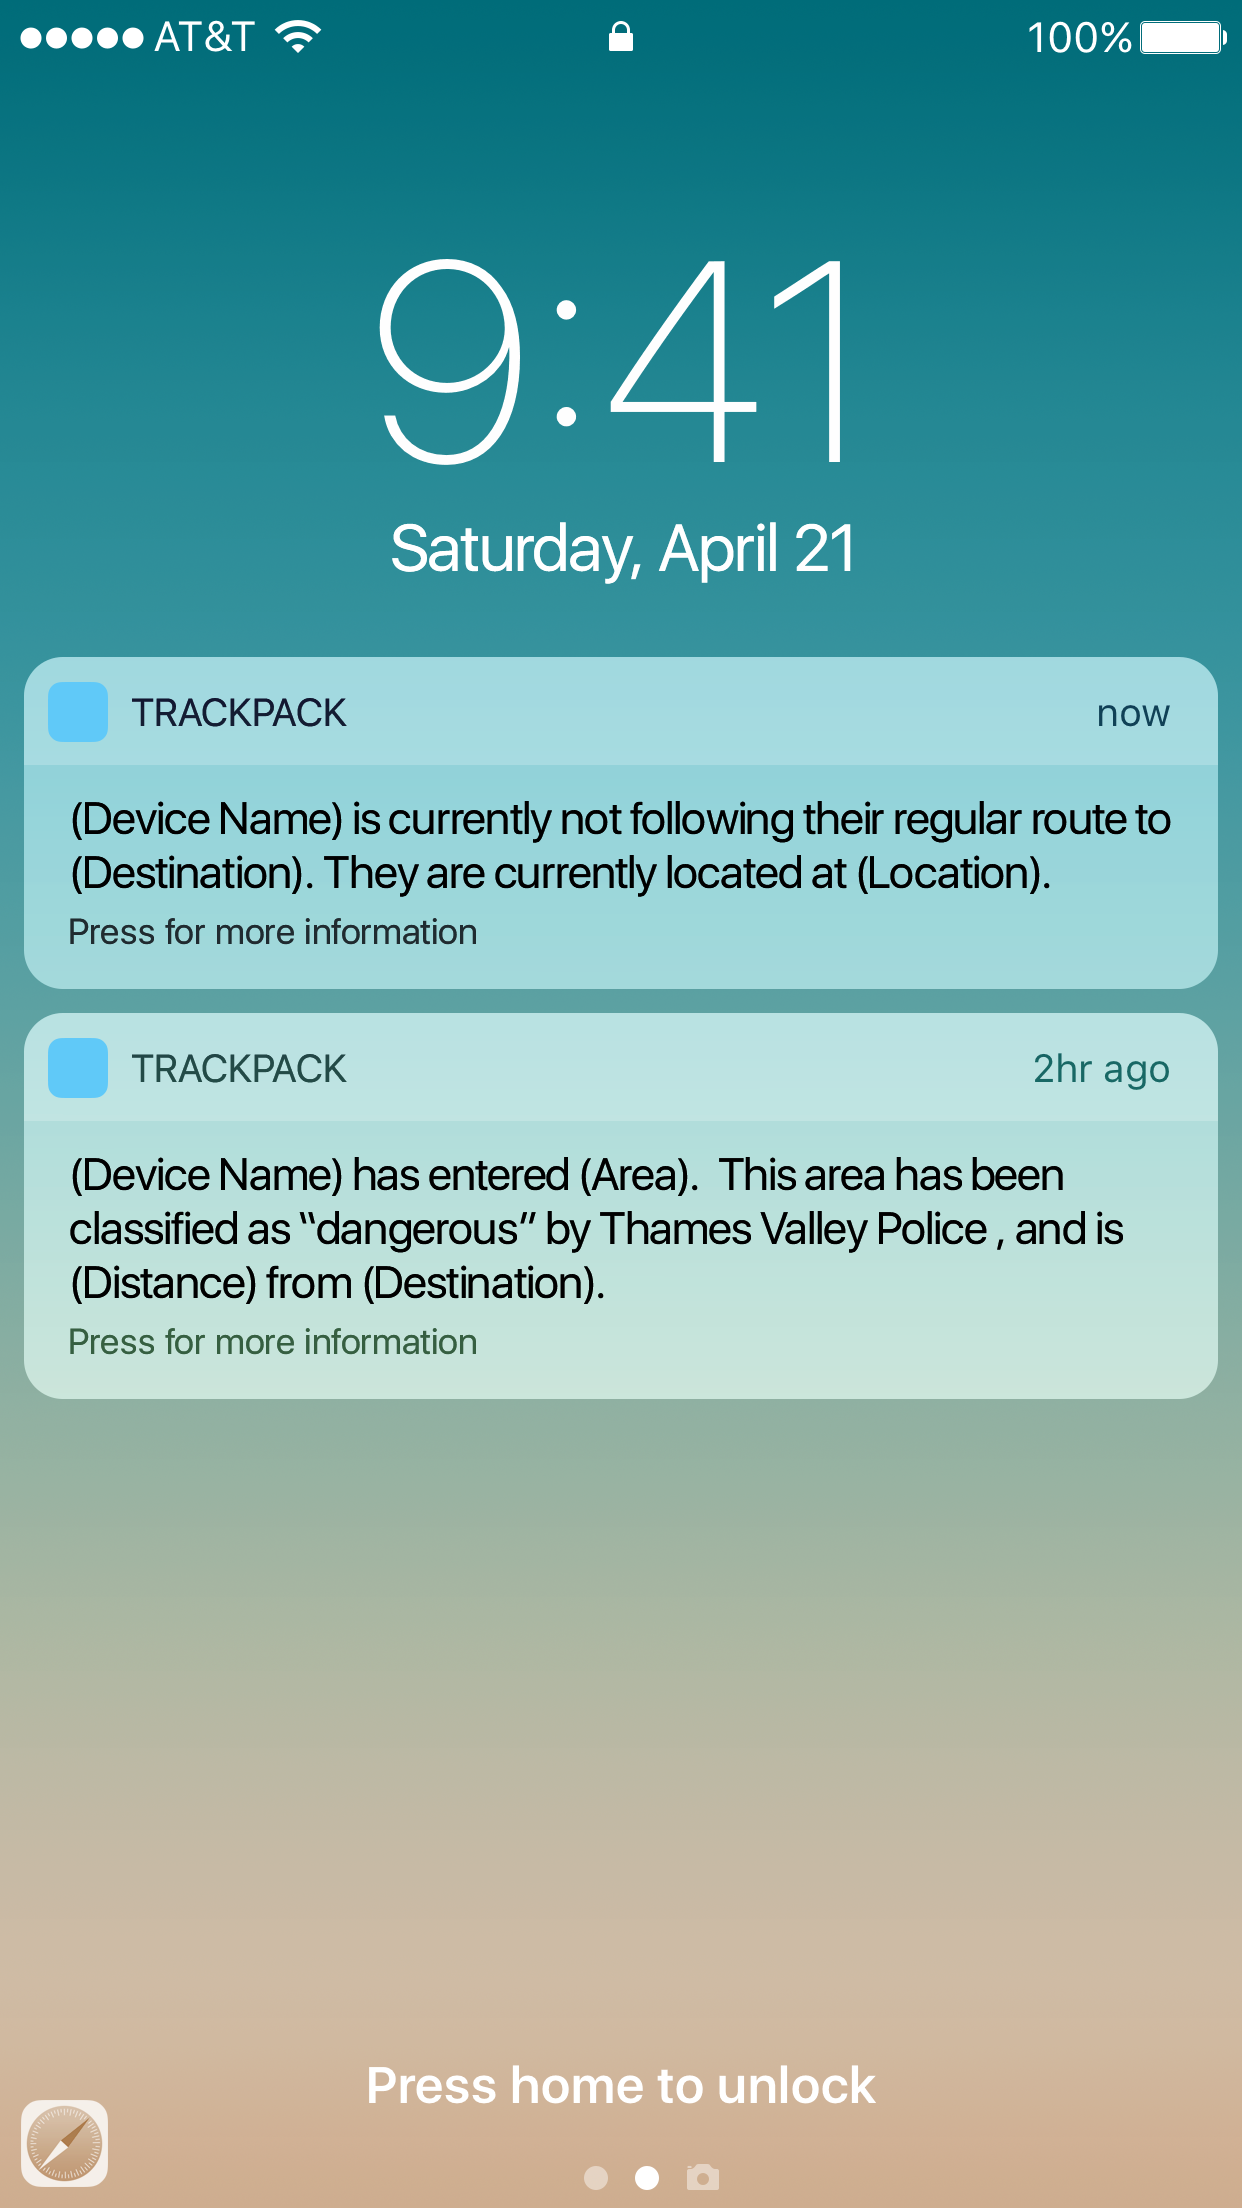 AT&T 100%
9:41
Saturday, April 21
TRACKPACK now
(Device Name) is currently not following their regular route to
(Destination). They are currently located at (Location).
Press for more information
TRACKPACK 2hr ago
(Device Name) has entered (Area).  This area has been
classified as “dangerous” by Thames Valley Police , and is
(Distance) from (Destination).
Press for more information
Press home to unlock